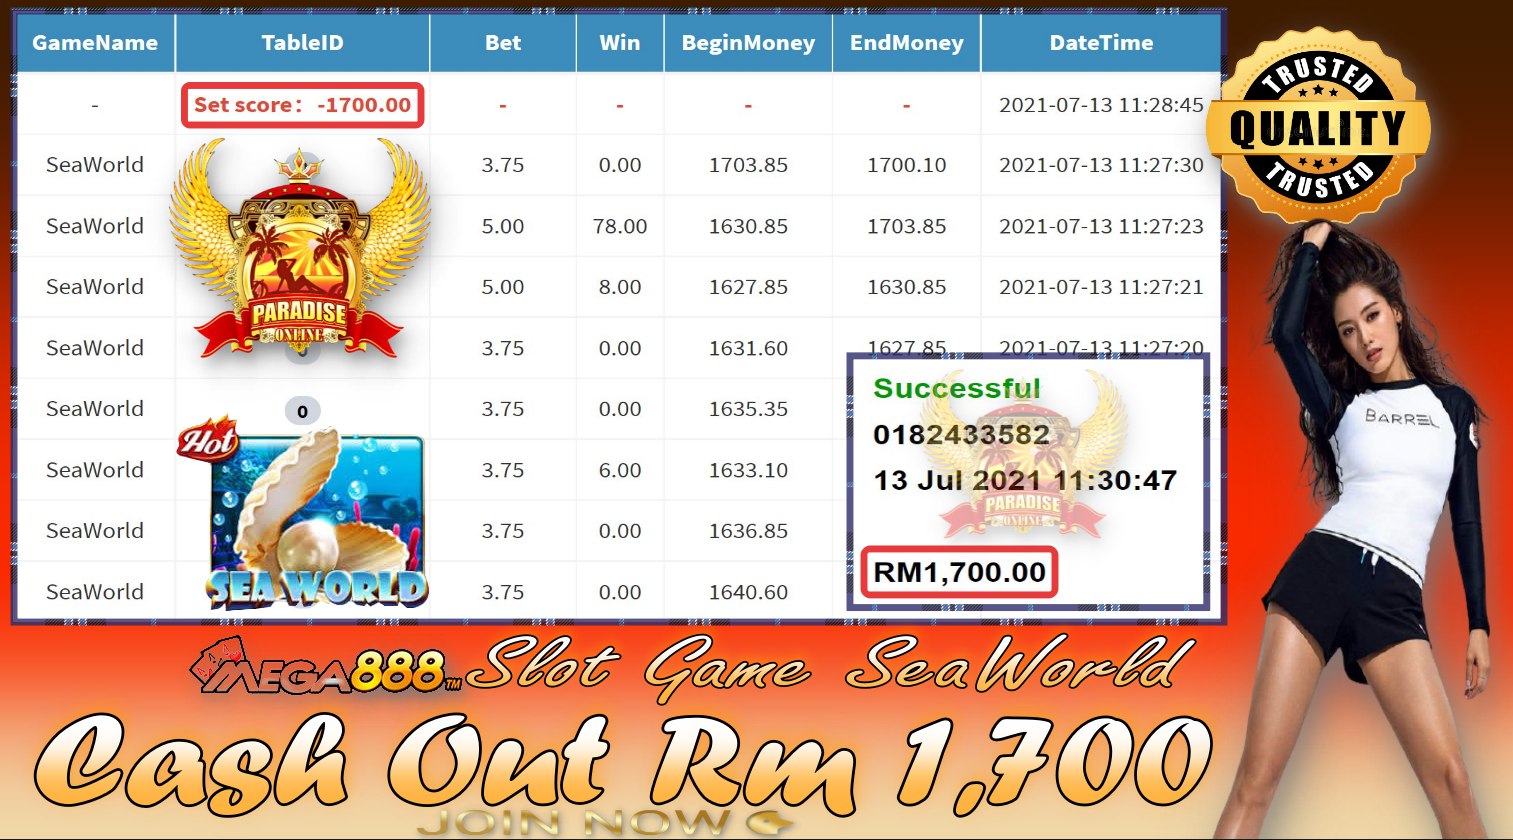 GameName TableID Bet Win BeginMoney EndMoney DateTime
- Set score: -1700.00 - - - - 2021-07-13 11:28:45
SeaWorld 3.75 0.00 1703.85 1700.10 2021-07-13 11:27:30
SeaWorld 5.00 78.00 1630.85 1703.85 2021-07-13 11:27:23
SeaWorld 5.00 8.00 1627.85 1630.85 2021-07-13 11:27:21
SeaWorld 3.75 0.00 1631.60 1627.85 2021-07-13 11:27:20
SeaWorld 0 3.75 0.00 1635.35
SeaWorld 3.75 6.00 1633.10
SeaWorld 3.75 0.00 1636.85
SeaWorld 3.75 0.00 1640.60
PARADISE
ONLINE
Hot
SEA WORLD
Successful
0182433582
13 Jul 2021 11:30:47
PARADISE
ONLINE
RM1,700.00
TRUSTED
QUALITY
TRUSTED
BARREL
MEGA888™ Slot Game SeaWorld
Cash Out Rm 1,700
JOIN NOW